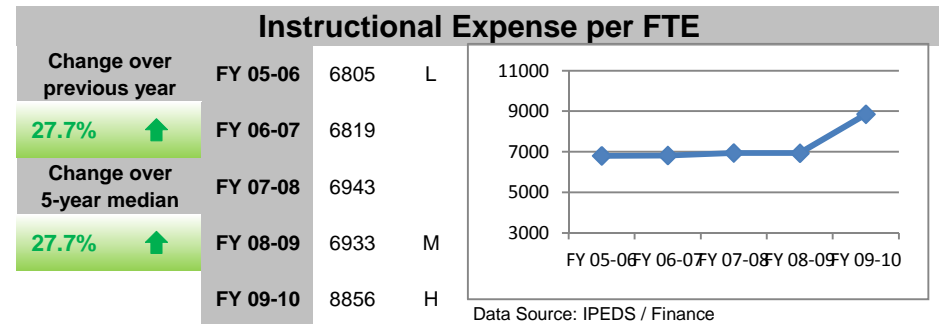 Instructional Expense per FTE
Change over
previous year
27.7%
Change over
5-year median
27.7%
FY 05-06 6805 L
FY 06-07 6819
FY 07-08 6943
FY 08-09 6933 M
FY 09-10 8856 H
11000
9000
7000
5000
3000
FY 05-06 FY 06-07 FY 07-08 FY 08-09 FY 09-10
Data Source: IPEDS / Finance